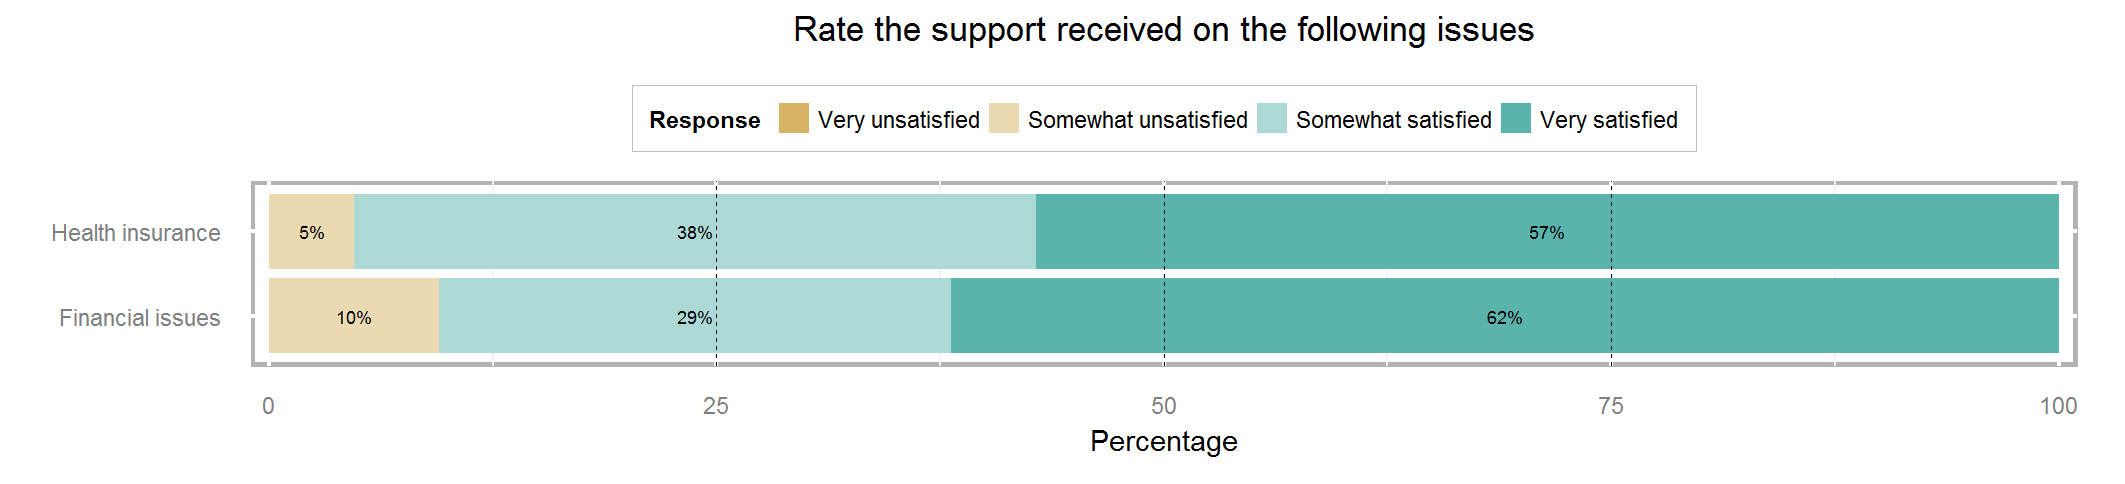 Rate the support received on the following issues
Response Very unsatisfied Somewhat unsatisfied Somewhat satisfied Very satisfied
Health insurance 5% 38% 57%
Financial issues 10% 29% 62%
0 25 50 75 100
Percentage